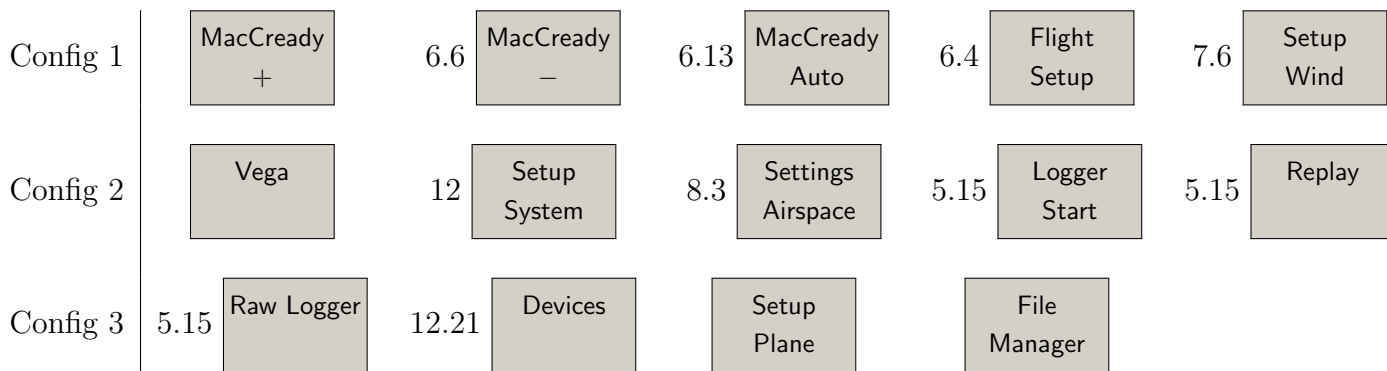 Config 1 MacCready + 6.6 MacCready − 6.13 MacCready Auto 6.4 Flight Setup 7.6 Setup Wind
Config 2 Vega 12 Setup System 8.3 Settings Airspace 5.15 Logger Start 5.15 Replay
Config 3 5.15 Raw Logger 12.21 Devices Setup Plane File Manager